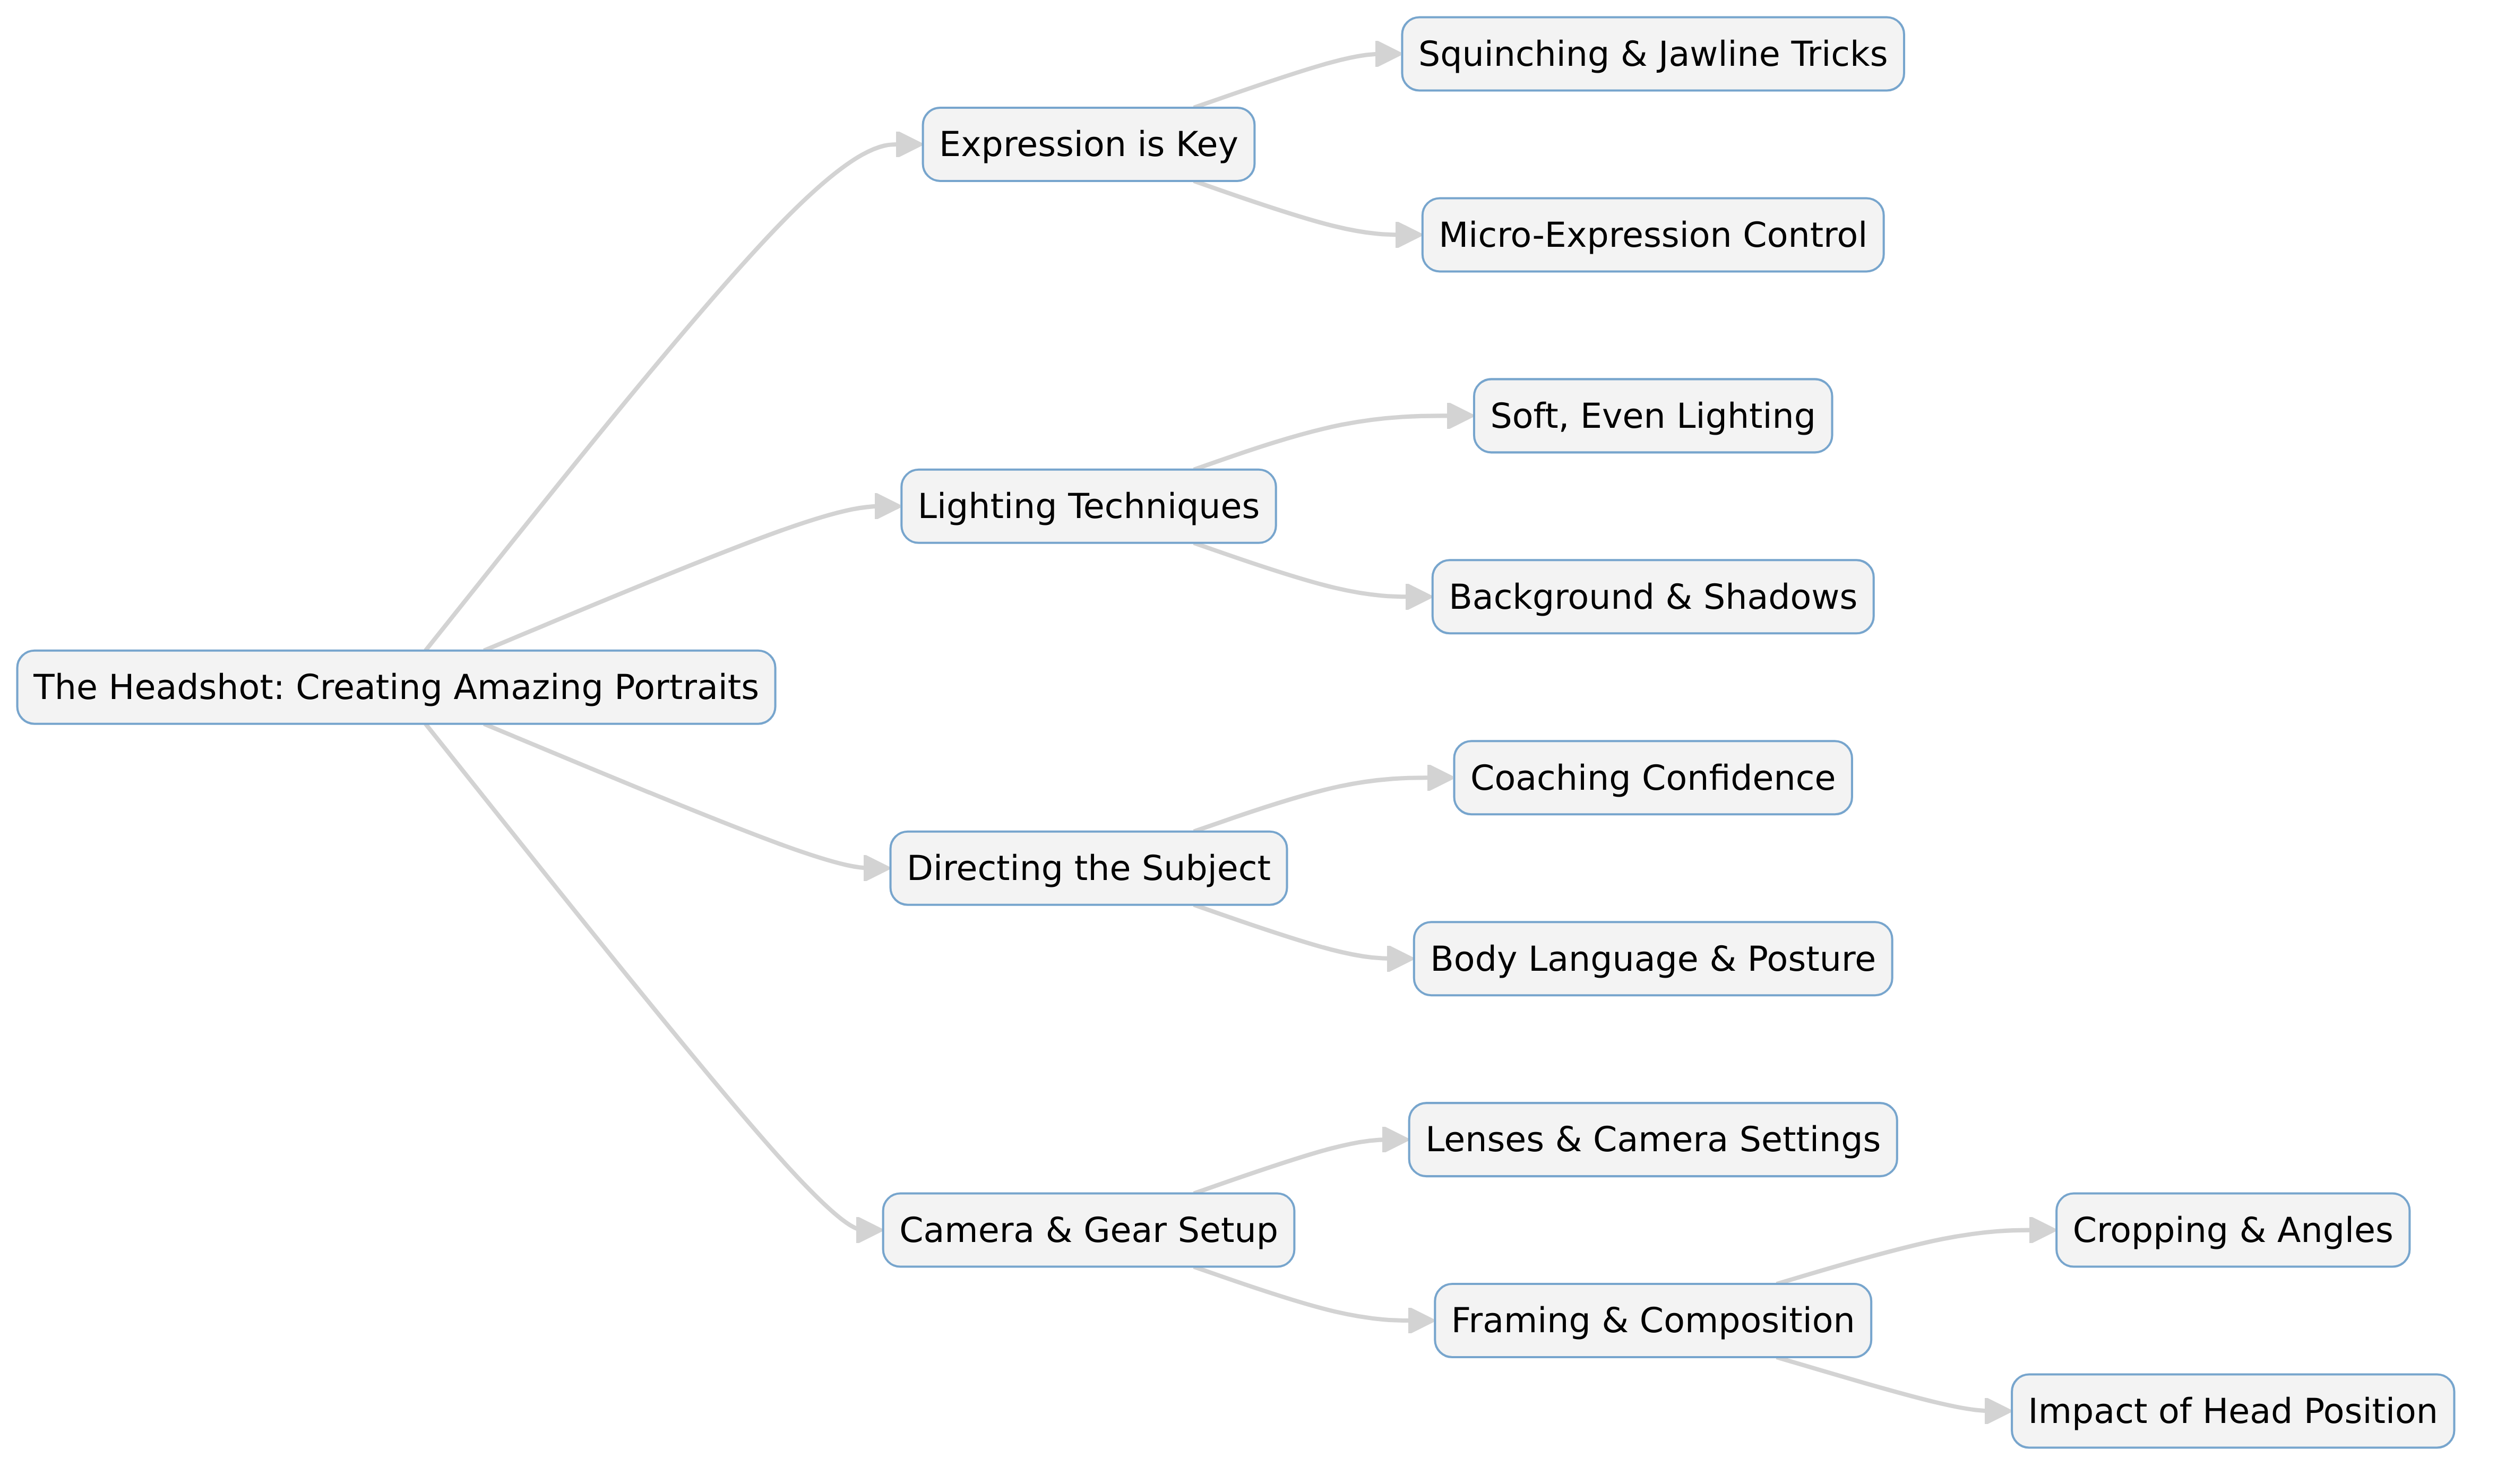 The Headshot: Creating Amazing Portraits
Expression is Key
Squinching & Jawline Tricks
Micro-Expression Control
Lighting Techniques
Soft, Even Lighting
Background & Shadows
Directing the Subject
Coaching Confidence
Body Language & Posture
Camera & Gear Setup
Lenses & Camera Settings
Framing & Composition
Cropping & Angles
Impact of Head Position